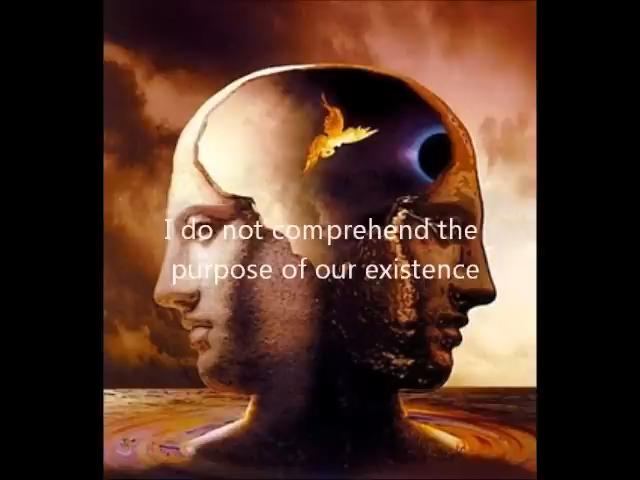 I do not comprehend the
purpose of our existence